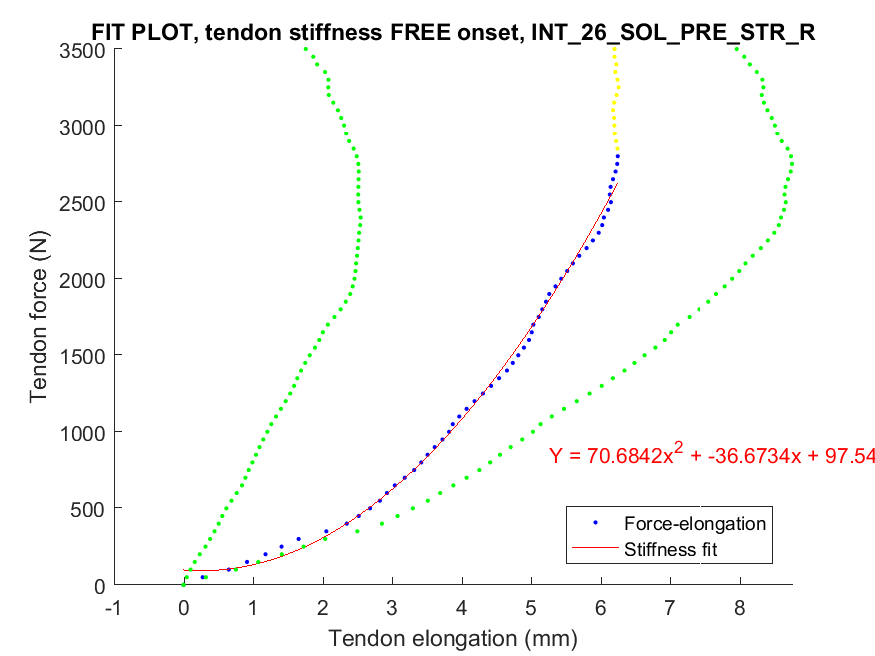 FIT PLOT, tendon stiffness FREE onset, INT_26_SOL_PRE_STR_R
3500
3000
2500
2000
1500
1000
500
0
Tendon force (N)
Y = 70.6842x² + -36.6734x + 97.54
Force-elongation
Stiffness fit
-1 0 1 2 3 4 5 6 7 8
Tendon elongation (mm)